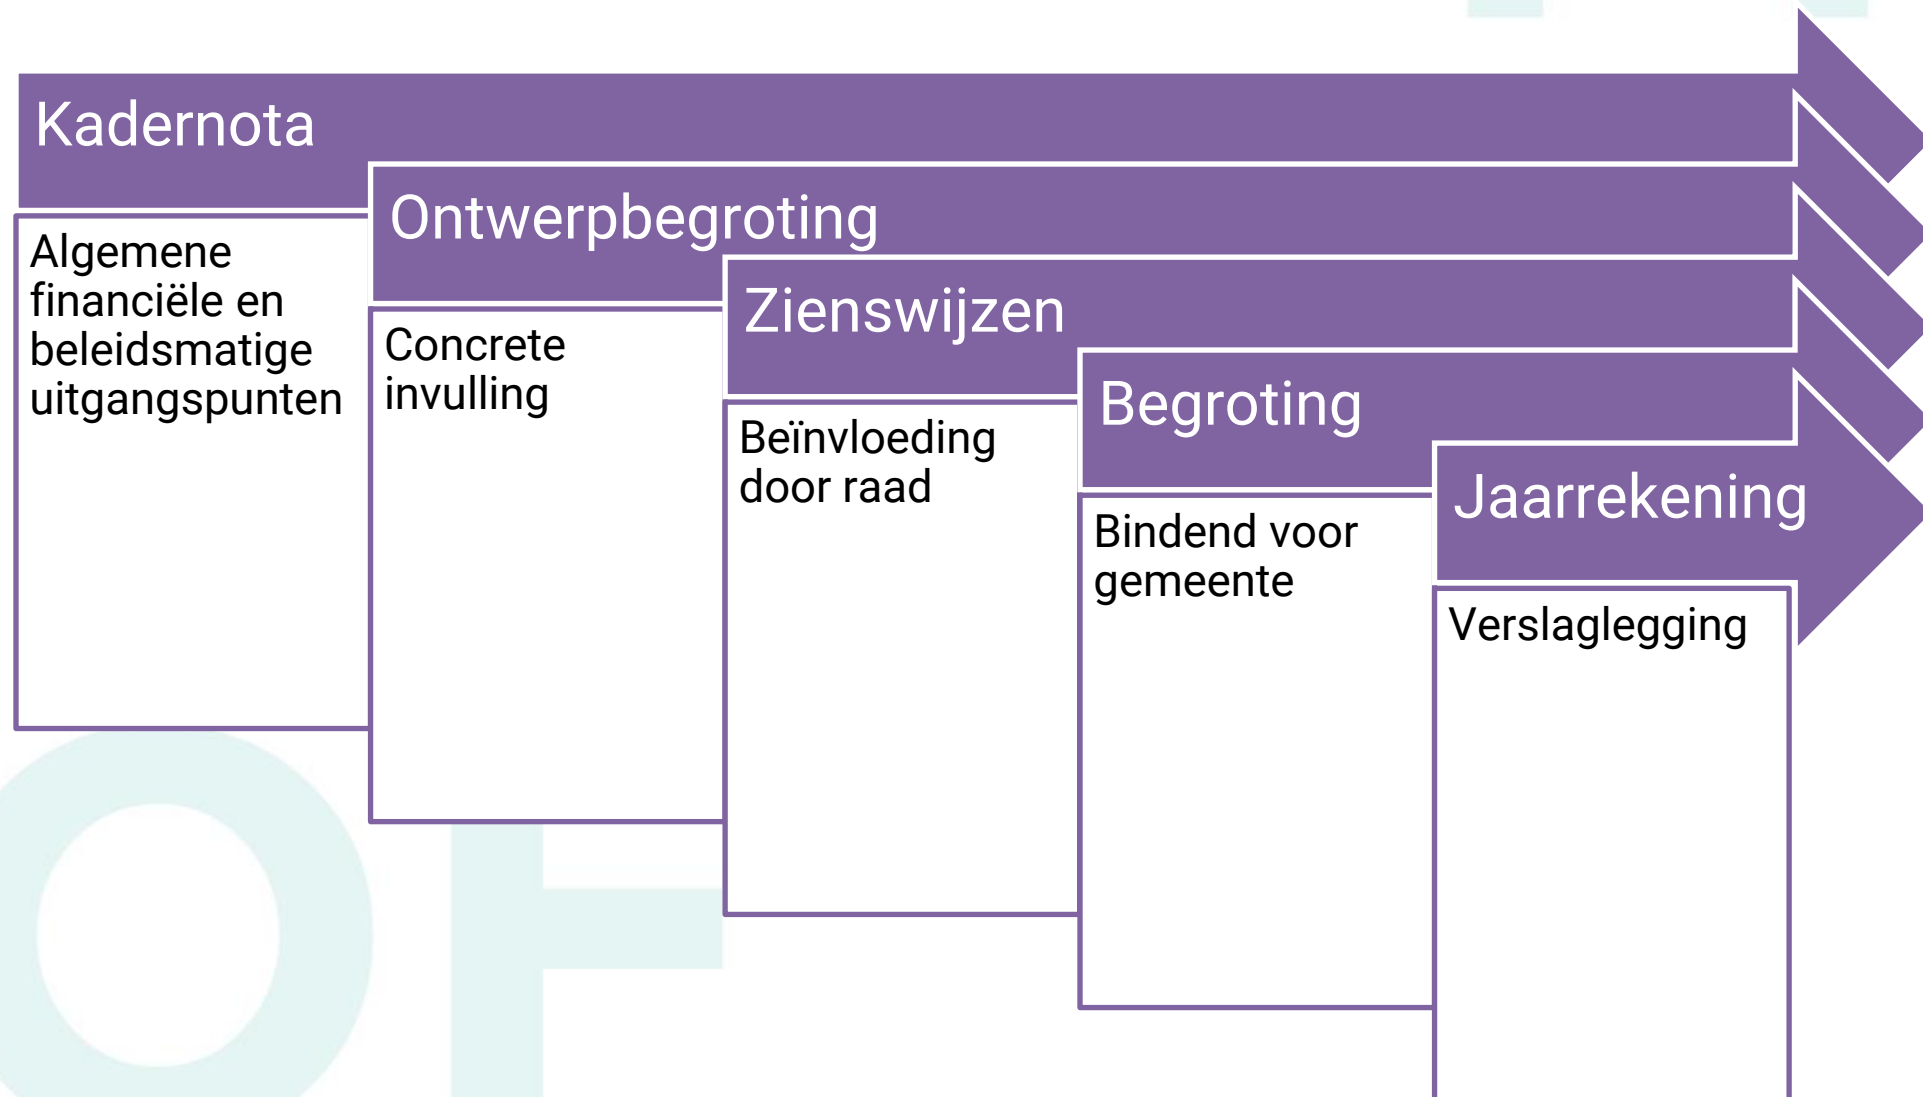 Kadernota
Algemene
financiële en
beleidsmatige
uitgangspunten
Ontwerpbegroting
Concrete
invulling
Zienswijzen
Beïnvloeding
door raad
Begroting
Bindend voor
gemeente
Jaarrekening
Verslaglegging